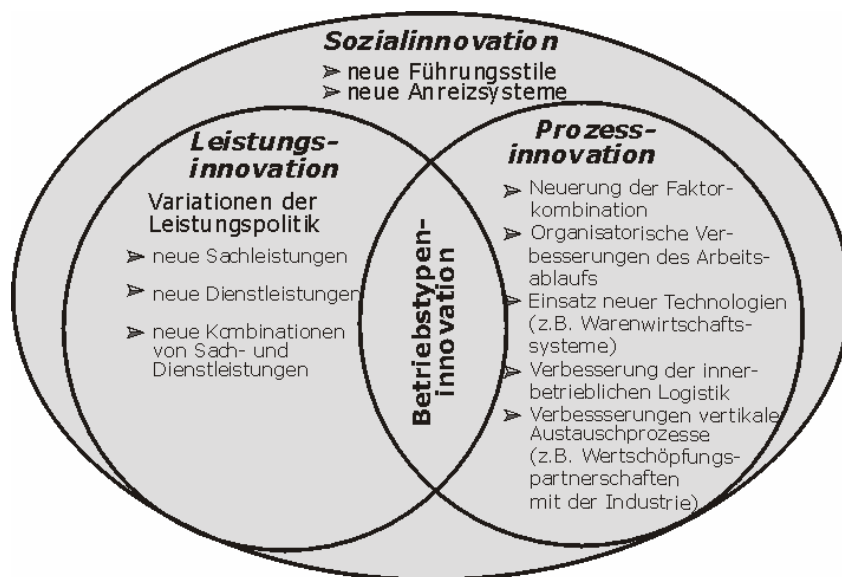 Sozialinnovation
➢ neue Führungsstile
➢ neue Anreizsysteme
Leistungs-
innovation
Variationen der
Leistungspolitik
➢ neue Sachleistungen
➢ neue Dienstleistungen
➢ neue Kombinationen
von Sach- und
Dienstleistungen
Betriebstypen-
innovation
Prozess-
innovation
➢ Neuerung der Faktor-
kombination
➢ Organisatorische Ver-
besserungen des Arbeits-
ablaufs
➢ Einsatz neuer Technologien
(z.B. Warenwirtschafts-
systeme)
➢ Verbesserung der inner-
betrieblichen Logistik
➢ Verbessserungen vertikale
Austauschprozesse
(z.B. Wertschöpfungs-
partnerschaften
mit der Industrie)